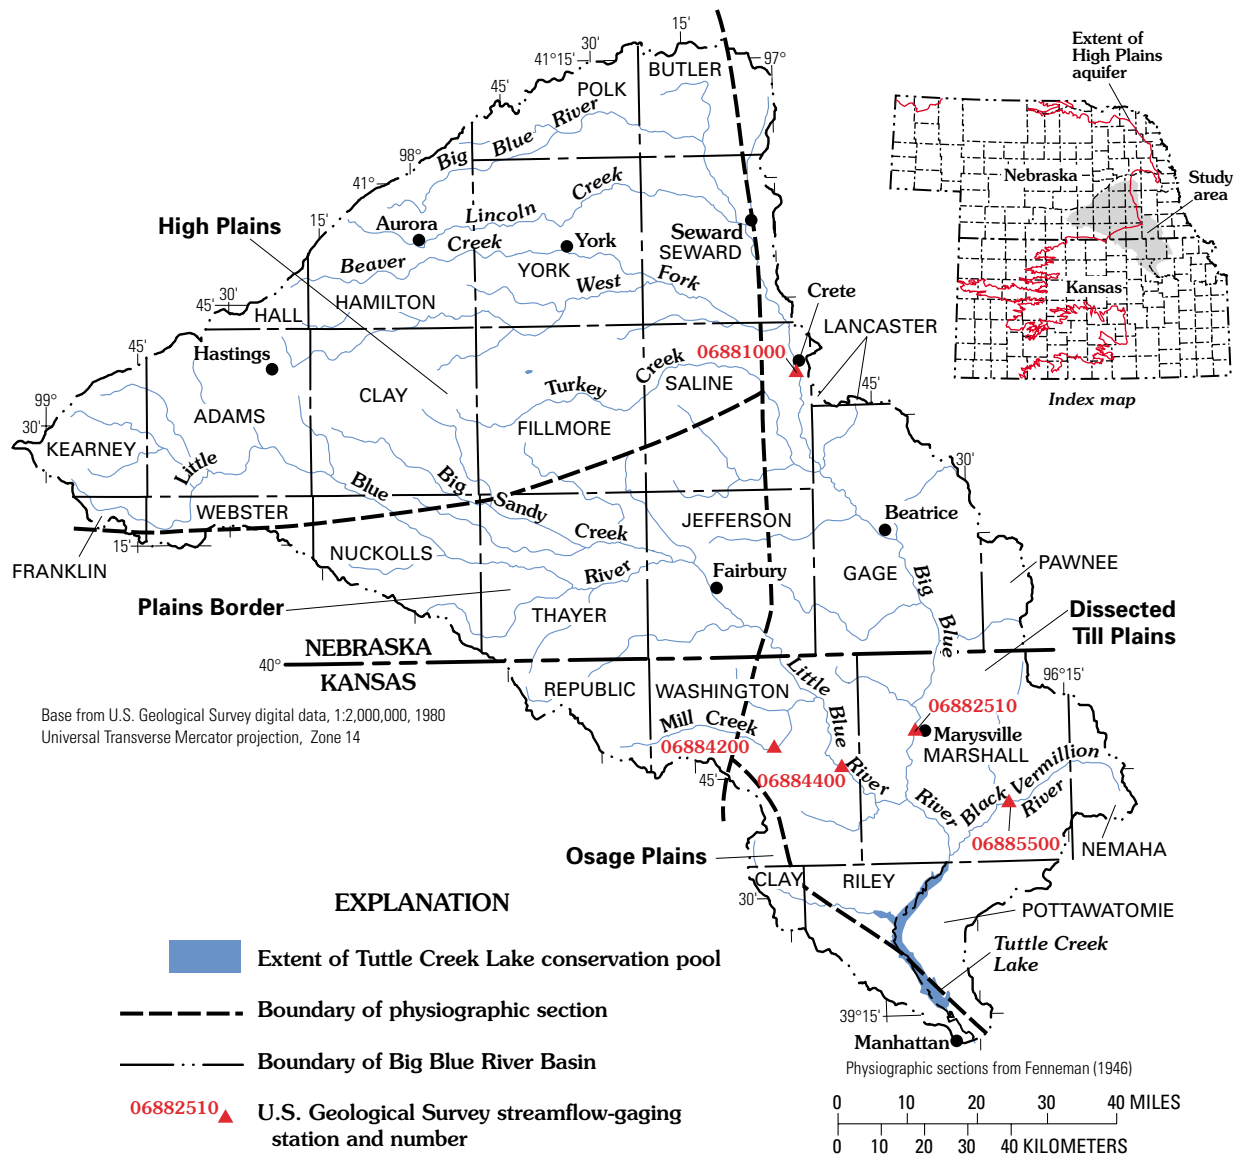 15'
30'
41°15'
97°
BUTLER
POLK
45'
Big Blue River
98°
41°
15'
Extent of
High Plains
aquifer
Nebraska
Study
area
Kansas
Index map
High Plains
Aurora
Lincoln Creek
Seward
SEWARD
York
YORK
Beaver Creek
West Fork
HAMILTON
45' 30'
HALL
Crete
LANCASTER
06881000
45'
Hastings
Turkey Creek
SALINE
CLAY
ADAMS
FILLMORE
45'
99°
30'
KEARNEY
Little Blue River
Big Sandy Creek
30'
WEBSTER
JEFFERSON
Beatrice
15'
NUCKOLLS
FRANKLIN
Fairbury
GAGE
Big Blue River
PAWNEE
Plains Border
THAYER
Dissected
Till Plains
NEBRASKA
40°
KANSAS
96°15'
REPUBLIC
WASHINGTON
Little Blue River
Base from U.S. Geological Survey digital data, 1:2,000,000, 1980
Universal Transverse Mercator projection, Zone 14
Mill Creek
06882510
Marysville
MARSHALL
06884200
06884400
45'
Black Vermillion River
06885500
NEMAHA
Osage Plains
CLAY
RILEY
30'
POTTAWATOMIE
Tuttle Creek
Lake
39°15'
Manhattan
Physiographic sections from Fenneman (1946)
EXPLANATION
Extent of Tuttle Creek Lake conservation pool
Boundary of physiographic section
Boundary of Big Blue River Basin
06882510
U.S. Geological Survey streamflow-gaging
station and number
0 10 20 30 40 MILES
0 10 20 30 40 KILOMETERS